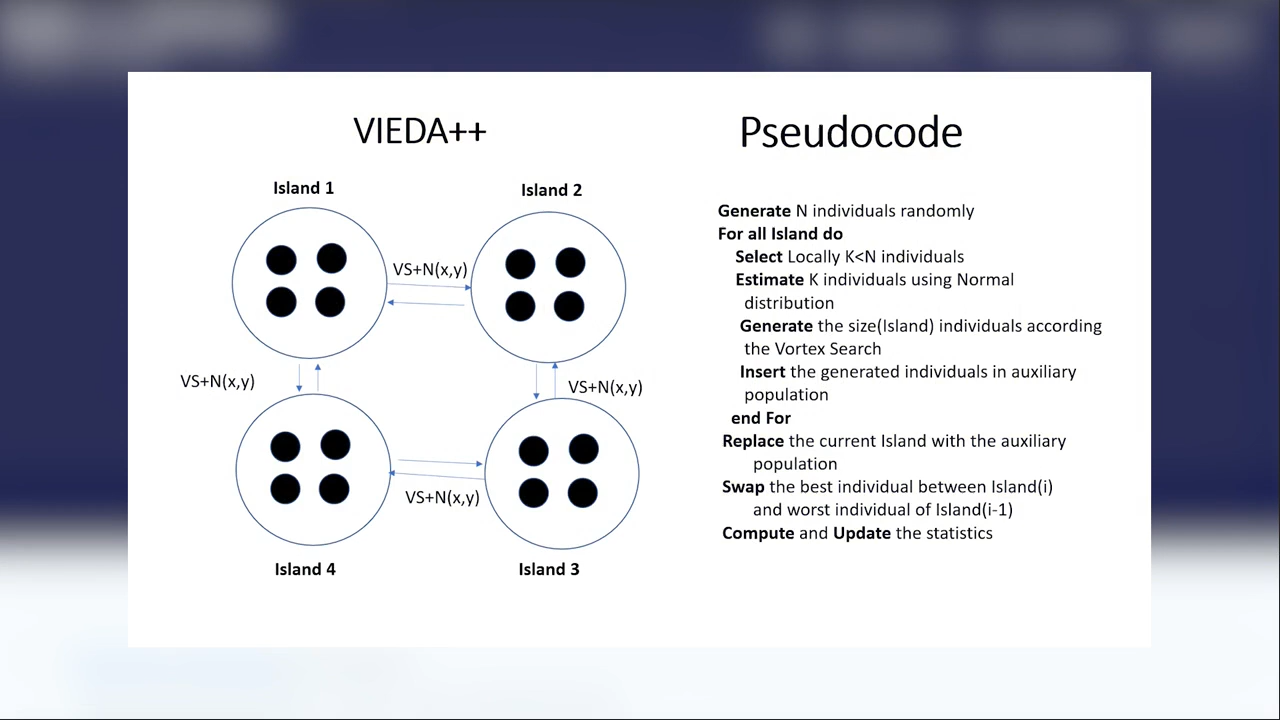 VIEDA++
Pseudocode
Island 1
Island 2
VS+N(x,y)
VS+N(x,y)
VS+N(x,y)
VS+N(x,y)
Island 4
Island 3
Generate N individuals randomly
For all Island do
Select Locally K<N individuals
Estimate K individuals using Normal
distribution
Generate the size(Island) individuals according
the Vortex Search
Insert the generated individuals in auxiliary
population
end For
Replace the current Island with the auxiliary
population
Swap the best individual between Island(i)
and worst individual of Island(i-1)
Compute and Update the statistics